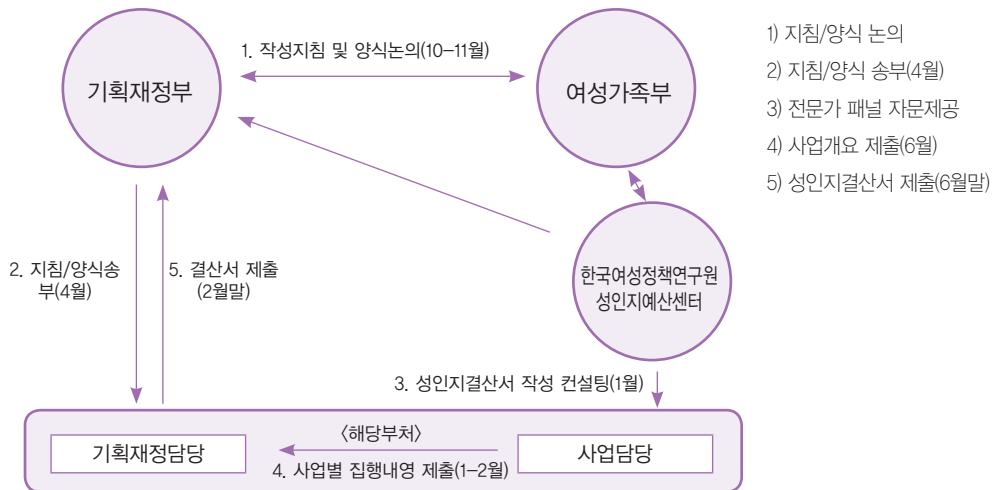 1. 작성지침 및 양식논의(10-11월)
기획재정부
여성가족부
1) 지침/양식 논의
2) 지침/양식 송부(4월)
3) 전문가 패널 자문제공
4) 사업개요 제출(6월)
5) 성인지결산서 제출(6월말)
2. 지침/양식송
부(4월)
5. 결산서 제출
(2월말)
한국여성정책연구원
성인지예산센터
3. 성인지결산서 작성 컨설팅(1월)
〈해당부처〉
기획재정담당
사업담당
4. 사업별 집행내영 제출(1-2월)